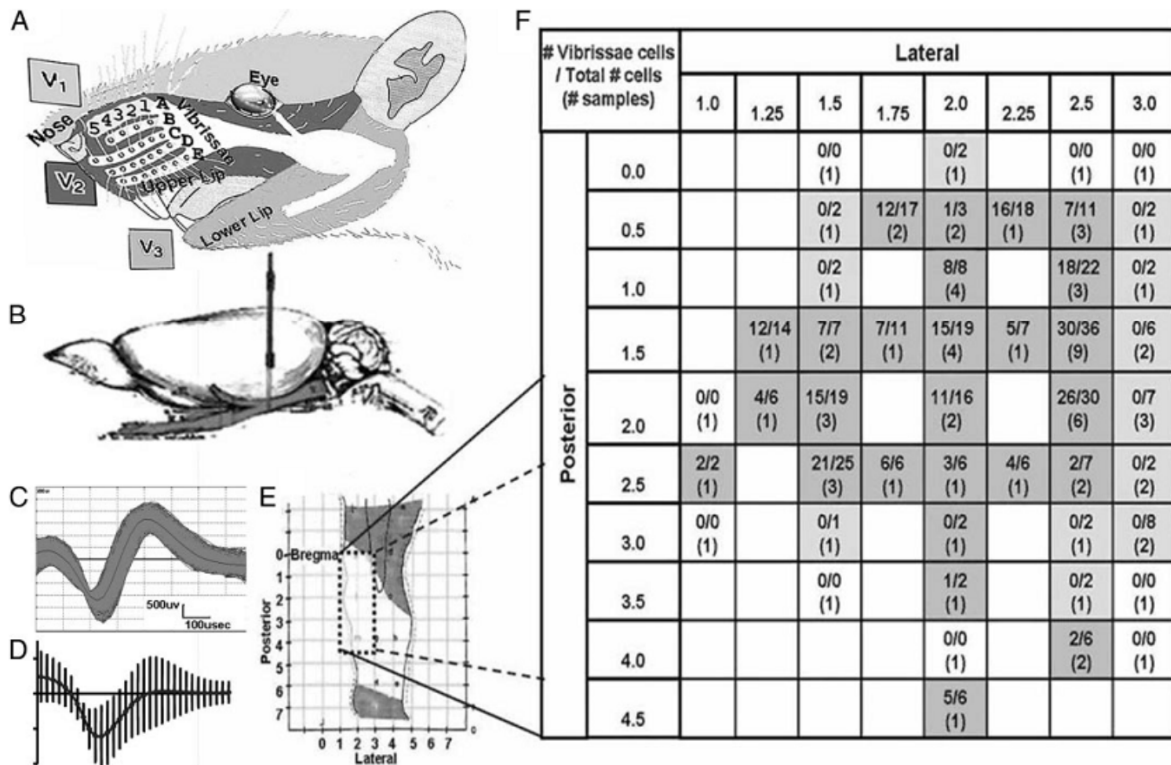 A
V1
Nose
5 4 3 2 1
A
B
C
D
E
Vibrissae
Eye
V2
Upper Lip
V3
Lower Lip
B
C
500uv
100usec
D
E
0-Bregma
1
2
3
4
5
6
7
Posterior
0 1 2 3 4 5 6 7
Lateral
F
# Vibrissae cells / Total # cells (# samples)
Lateral
1.0 1.25 1.5 1.75 2.0 2.25 2.5 3.0
Posterior
0.0 0/0 (1) 0/2 (1) 0/0 (1) 0/0 (1)
0.5 0/2 (1) 12/17 (2) 1/3 (2) 16/18 (1) 7/11 (3) 0/2 (1)
1.0 0/2 (1) 8/8 (4) 18/22 (3) 0/2 (1)
1.5 12/14 (1) 7/7 (2) 7/11 (1) 15/19 (4) 5/7 (1) 30/36 (9) 0/6 (2)
2.0 0/0 (1) 4/6 (1) 15/19 (3) 11/16 (2) 26/30 (6) 0/7 (3)
2.5 2/2 (1) 21/25 (3) 6/6 (1) 3/6 (1) 4/6 (1) 2/7 (2) 0/2 (2)
3.0 0/0 (1) 0/1 (1) 0/2 (1) 0/2 (1) 0/8 (2)
3.5 0/0 (1) 1/2 (1) 0/2 (1) 0/0 (1)
4.0 0/0 (1) 2/6 (2) 0/0 (1)
4.5 5/6 (1)